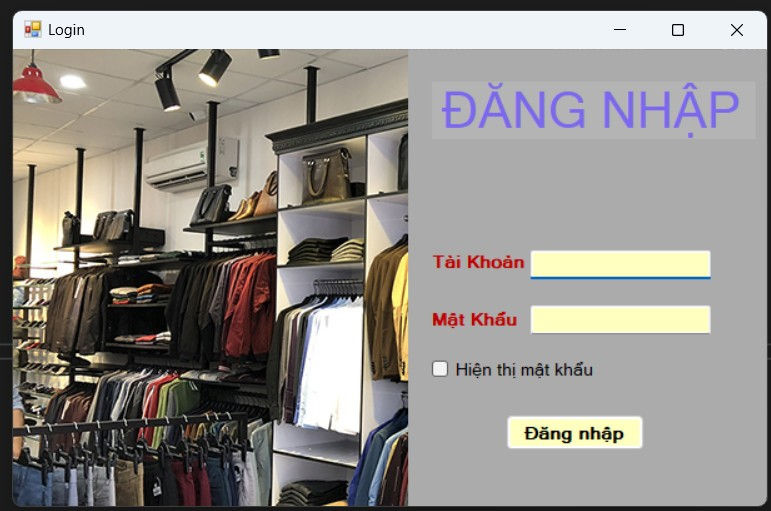 Login
ĐĂNG NHẬP
Tài Khoản
Mật Khẩu
Hiện thị mật khẩu
Đăng nhập